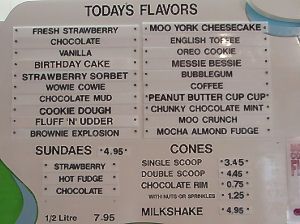 TODAYS FLAVORS
FRESH STRAWBERRY
CHOCOLATE
VANILLA
BIRTHDAY CAKE
STRAWBERRY SORBET
WOWIE COWIE
CHOCOLATE MUD
COOKIE DOUGH
FLUFF 'N' UDDER
BROWNIE EXPLOSION
MOO YORK CHEESECAKE
ENGLISH TOFFEE
OREO COOKIE
MESSIE BESSIE
BUBBLEGUM
COFFEE
PEANUT BUTTER CUP CUP
CHUNKY CHOCOLATE MINT
MOO CRUNCH
MOCHA ALMOND FUDGE
SUNDAES $4.95
STRAWBERRY
HOT FUDGE
CHOCOLATE
1/2 Litre 7.95
CONES
SINGLE SCOOP $3.45
DOUBLE SCOOP $4.45
CHOCOLATE RIM $0.75
WITH NUTS OR SPRINKLES $1.25
MILKSHAKE $4.95